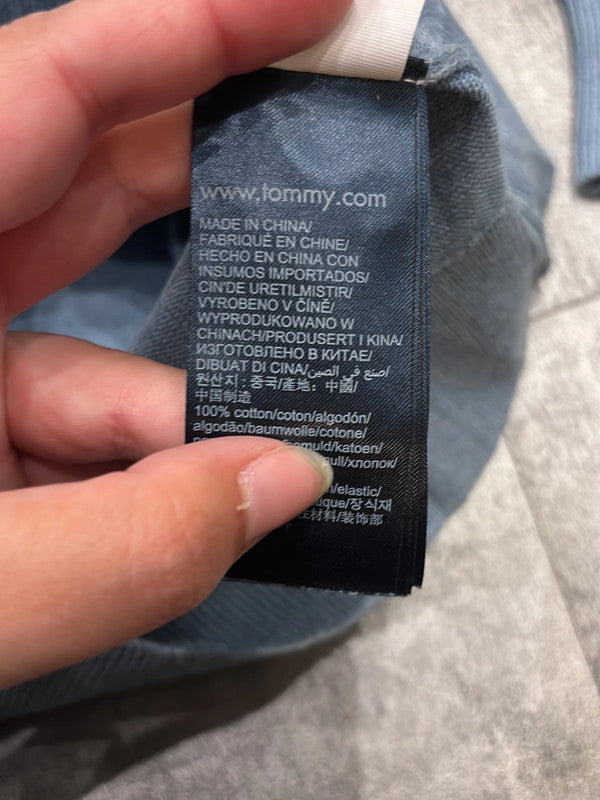 www.tommy.com
MADE IN CHINA/
FABRIQUÉ EN CHINE/
HECHO EN CHINA CON
INSUMOS IMPORTADOS/
CIN'DE URETILMISTIR/
VYROBENO V ČÍNĚ/
WYPRODUKOWANO W
CHINACH/PRODUSERT I KINA/
ИЗГОТОВЛЕНО В КИТАЕ/
DIBUAT DI CINA/صنع في الصين/
원산지 : 중국/產地：中國/
中国制造
100% cotton/coton/algodón/
algodão/baumwolle/cotone/
katoen/
хлопок/
elastic/
장식재
材料/装饰部